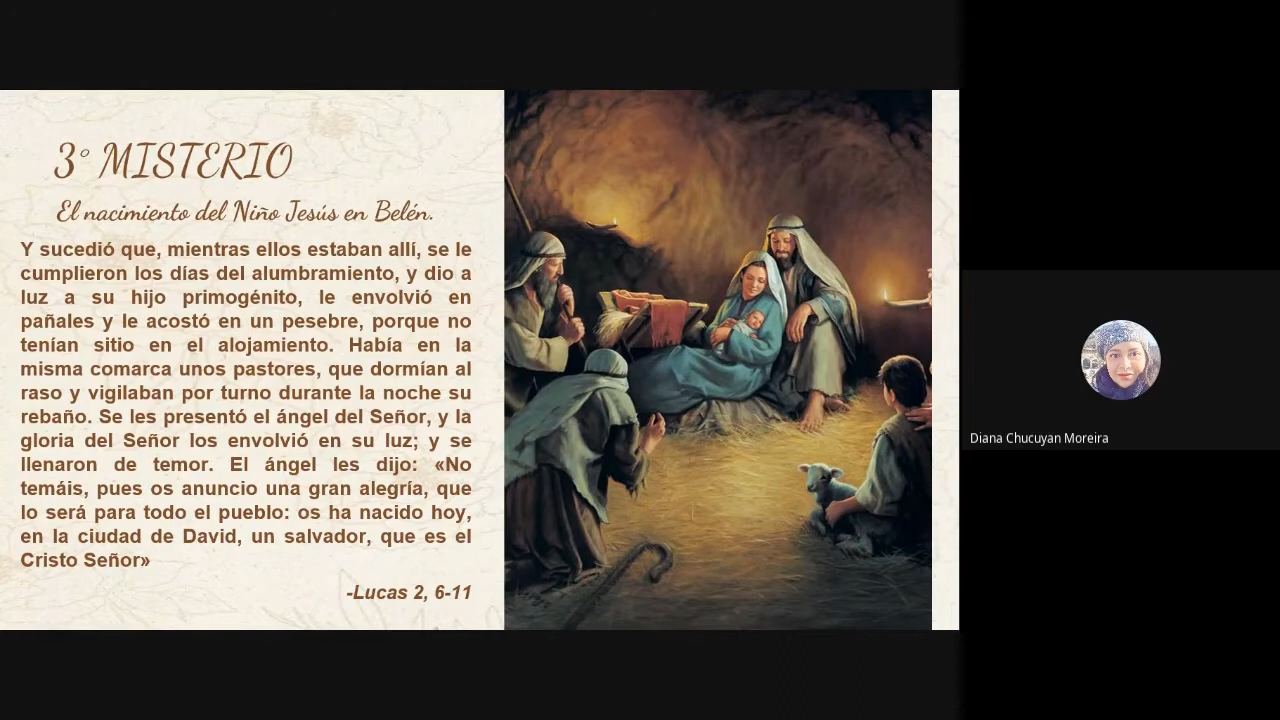 3° MISTERIO
El nacimiento del Niño Jesús en Belén.
Y sucedió que, mientras ellos estaban allí, se le
cumplieron los días del alumbramiento, y dio a
luz a su hijo primogénito, le envolvió en
pañales y le acostó en un pesebre, porque no
tenían sitio en el alojamiento. Había en la
misma comarca unos pastores, que dormían al
raso y vigilaban por turno durante la noche su
rebaño. Se les presentó el ángel del Señor, y la
gloria del Señor los envolvió en su luz; y se
llenaron de temor. El ángel les dijo: «No
temáis, pues os anuncio una gran alegría, que
lo será para todo el pueblo: os ha nacido hoy,
en la ciudad de David, un salvador, que es el
Cristo Señor»
-Lucas 2, 6-11
Diana Chucuyan Moreira